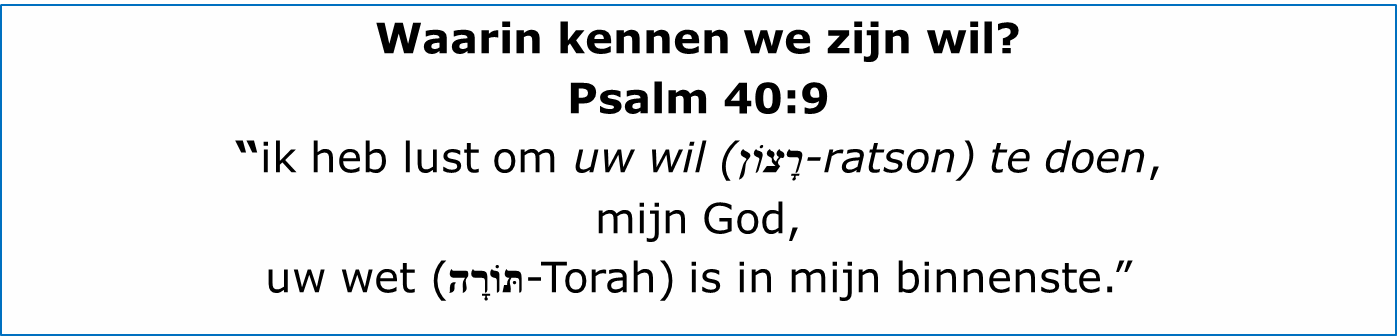 Waarin kennen we zijn wil?
Psalm 40:9
“ik heb lust om uw wil (רָצוֹן-ratson) te doen,
mijn God,
uw wet (תּוֹרָה-Torah) is in mijn binnenste.”